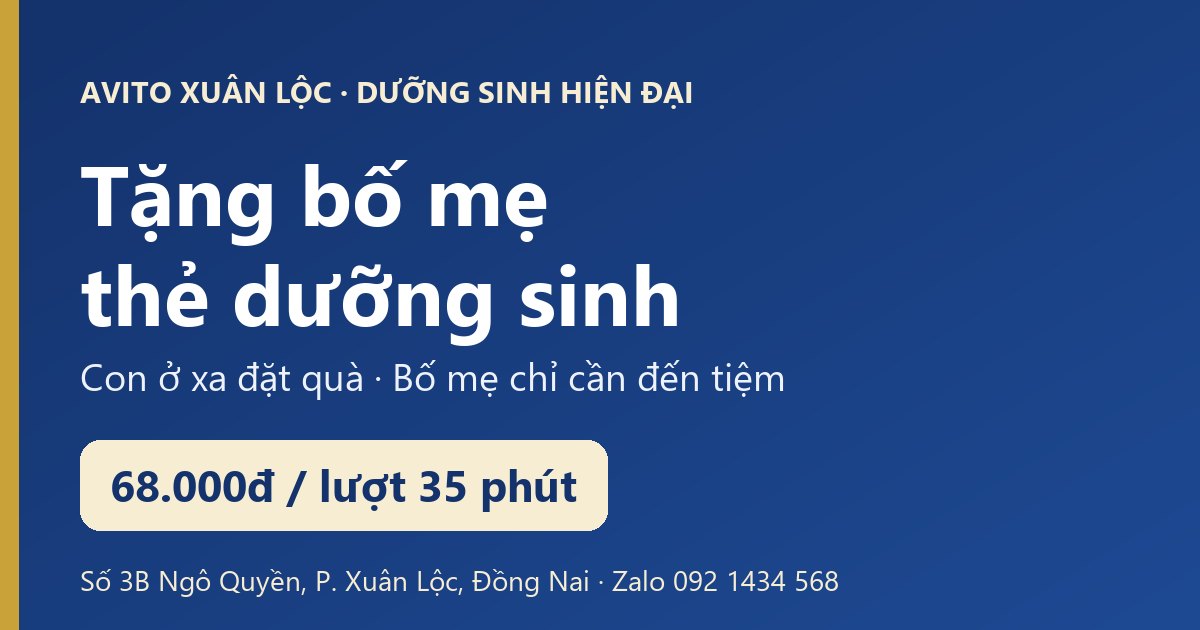 AVITO XUÂN LỘC · DƯỠNG SINH HIỆN ĐẠI
Tặng bố mẹ
thẻ dưỡng sinh
Con ở xa đặt quà · Bố mẹ chỉ cần đến tiệm
68.000đ / lượt 35 phút
Số 3B Ngô Quyền, P. Xuân Lộc, Đồng Nai · Zalo 092 1434 568